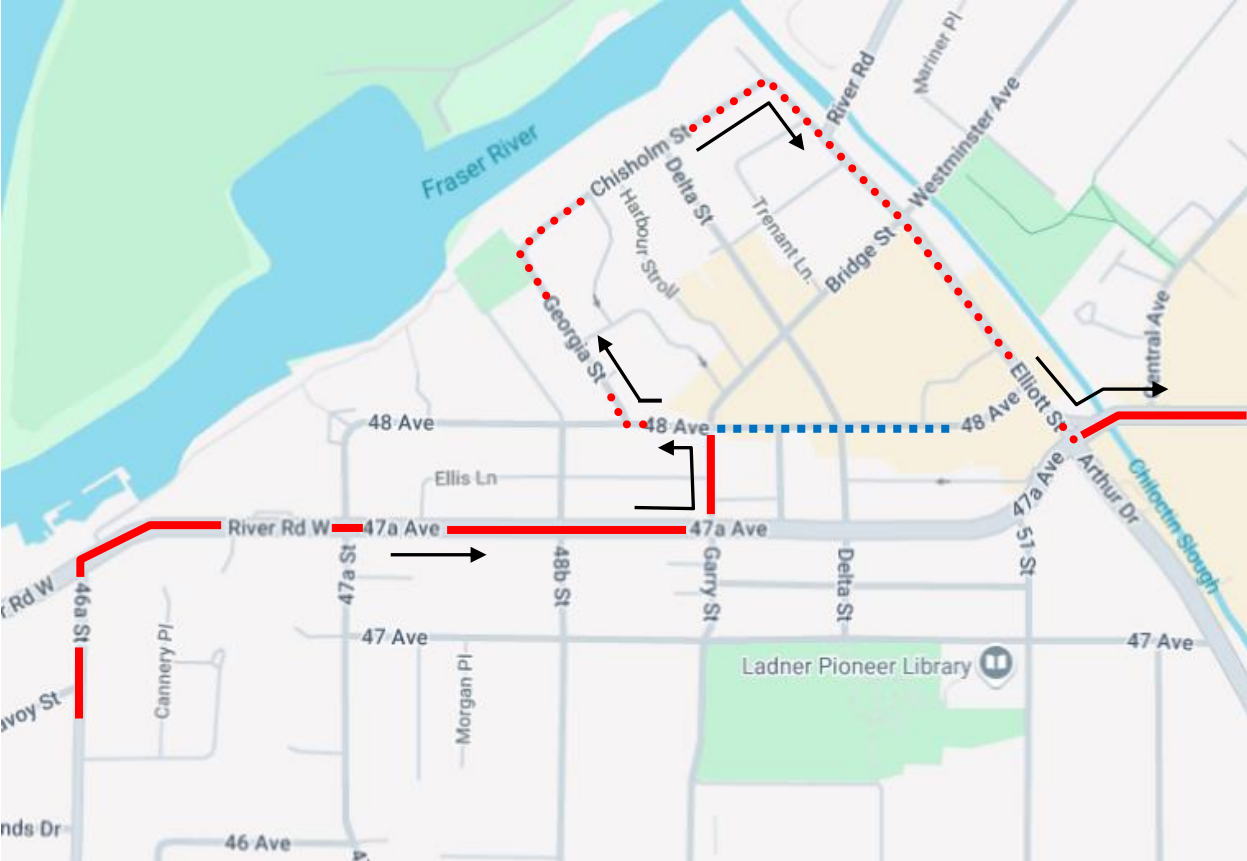 River Rd
Mariner Pl
Westminster Ave
Fraser River
Chisholm St
Delta St
Harbour Stroll
Trenant Ln.
Bridge St
Georgia St
Central Ave
Elliott St
48 Ave
48 Ave
48 Ave
Ellis Ln
47a Ave
Arthur Dr
Chiloctin Slough
River Rd W
47a Ave
47a Ave
r Rd W
46a St
47a St
48b St
Garry St
Delta St
51 St
Cannery Pl
47 Ave
47 Ave
Morgan Pl
Ladner Pioneer Library
avoy St
nds Dr
46 Ave